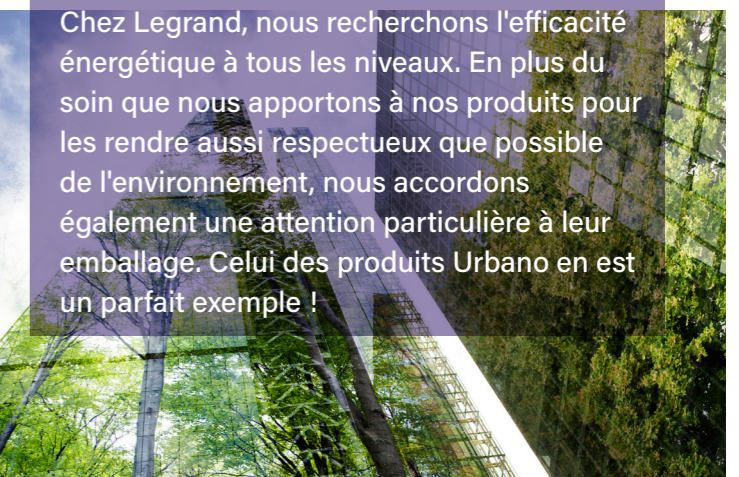 Chez Legrand, nous recherchons l'efficacité
énergétique à tous les niveaux. En plus du
soin que nous apportons à nos produits pour
les rendre aussi respectueux que possible
de l'environnement, nous accordons
également une attention particulière à leur
emballage. Celui des produits Urbano en est
un parfait exemple !